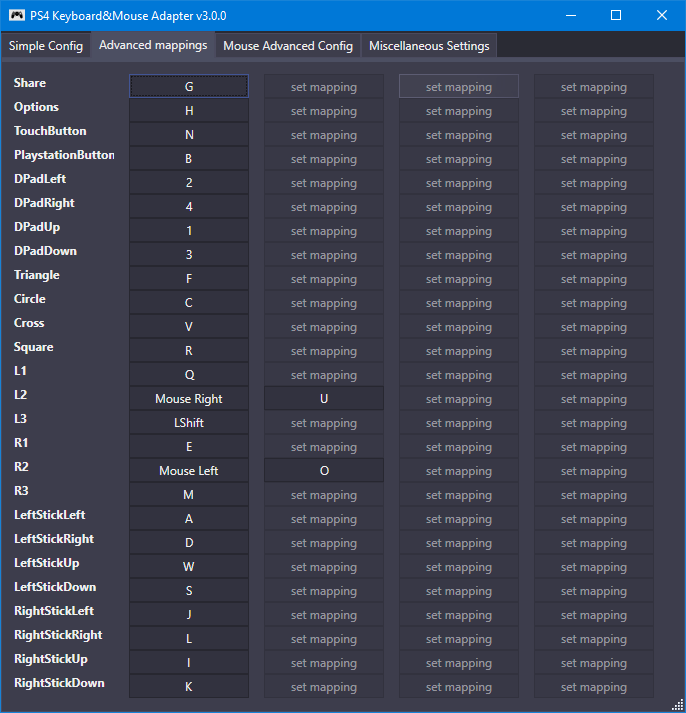 PS4 Keyboard&Mouse Adapter v3.0.0
Simple Config Advanced mappings Mouse Advanced Config Miscellaneous Settings
Share G set mapping set mapping set mapping
Options H set mapping set mapping set mapping
TouchButton N set mapping set mapping set mapping
PlaystationButton B set mapping set mapping set mapping
DPadLeft 2 set mapping set mapping set mapping
DPadRight 4 set mapping set mapping set mapping
DPadUp 1 set mapping set mapping set mapping
DPadDown 3 set mapping set mapping set mapping
Triangle F set mapping set mapping set mapping
Circle C set mapping set mapping set mapping
Cross V set mapping set mapping set mapping
Square R set mapping set mapping set mapping
L1 Q set mapping set mapping set mapping
L2 Mouse Right U set mapping set mapping
L3 LShift set mapping set mapping set mapping
R1 E set mapping set mapping set mapping
R2 Mouse Left O set mapping set mapping
R3 M set mapping set mapping set mapping
LeftStickLeft A set mapping set mapping set mapping
LeftStickRight D set mapping set mapping set mapping
LeftStickUp W set mapping set mapping set mapping
LeftStickDown S set mapping set mapping set mapping
RightStickLeft J set mapping set mapping set mapping
RightStickRight L set mapping set mapping set mapping
RightStickUp I set mapping set mapping set mapping
RightStickDown K set mapping set mapping set mapping